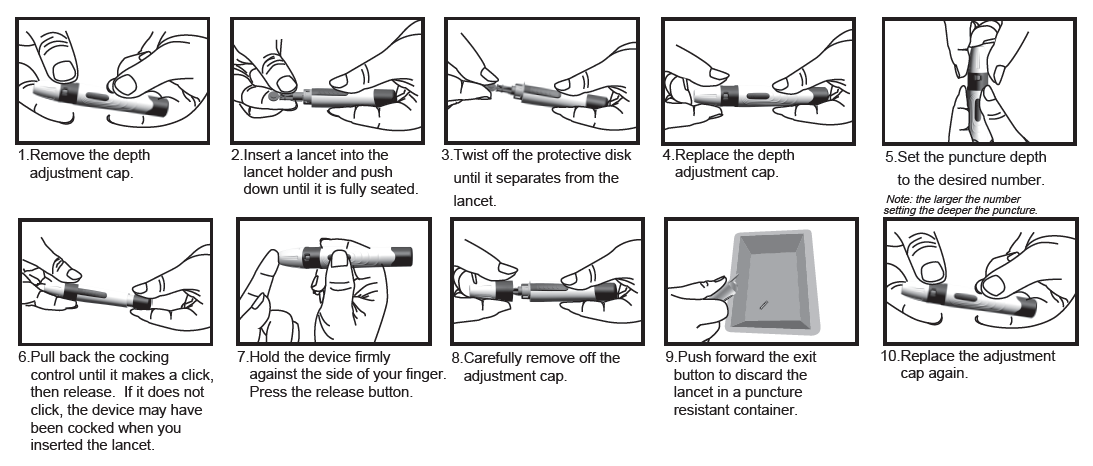 1.Remove the depth
adjustment cap.
2.Insert a lancet into the
lancet holder and push
down until it is fully seated.
3.Twist off the protective disk
until it separates from the
lancet.
4.Replace the depth
adjustment cap.
5.Set the puncture depth
to the desired number.
Note: the larger the number
setting the deeper the puncture.
6.Pull back the cocking
control until it makes a click,
then release.  If it does not
click, the device may have
been cocked when you
inserted the lancet.
7.Hold the device firmly
against the side of your finger.
Press the release button.
8.Carefully remove off the
adjustment cap.
9.Push forward the exit
button to discard the
lancet in a puncture
resistant container.
10.Replace the adjustment
cap again.